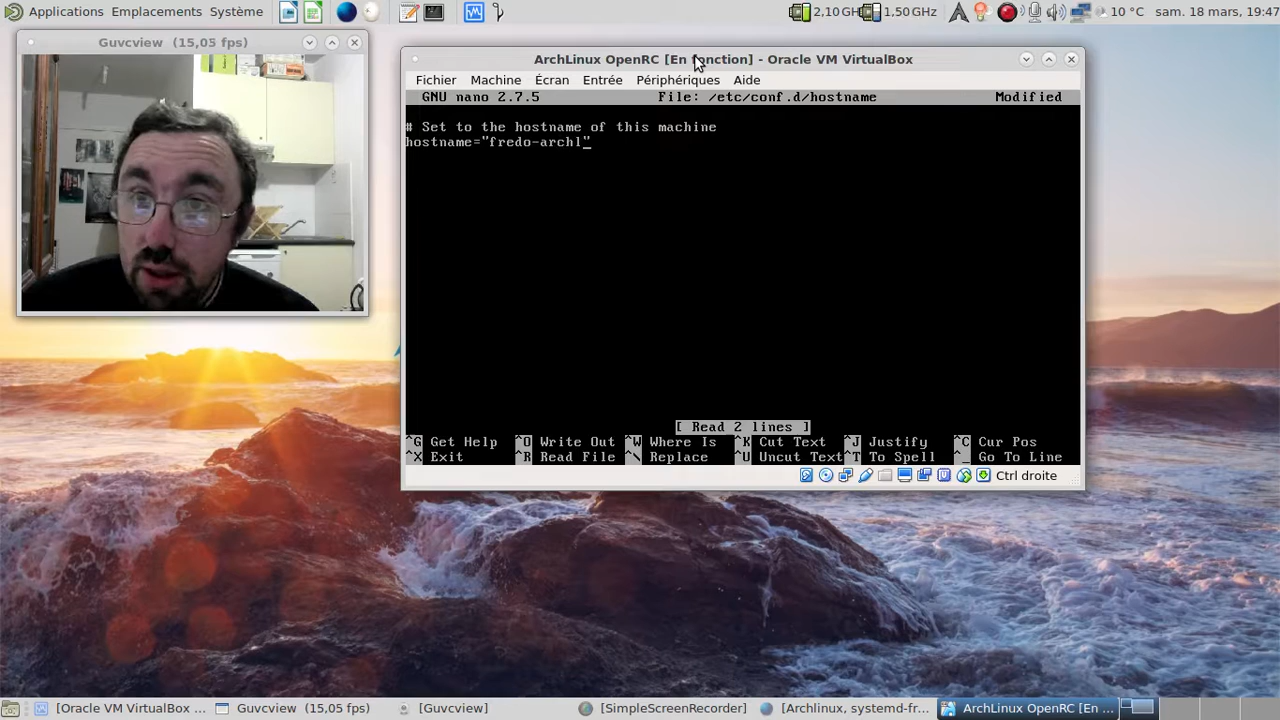 Applications Emplacements Système 2,10 GH 1,50 GHz 10 °C sam. 18 mars, 19:47
Guvcview (15,05 fps)
ArchLinux OpenRC [En fonction] - Oracle VM VirtualBox
Fichier Machine Écran Entrée Périphériques Aide
GNU nano 2.7.5 File: /etc/conf.d/hostname Modified
# Set to the hostname of this machine
hostname="fredo-archl"
[ Read 2 lines ]
^G Get Help ^O Write Out ^W Where Is ^K Cut Text ^J Justify ^C Cur Pos
^X Exit ^R Read File ^\ Replace ^U Uncut Text ^T To Spell ^_ Go To Line
Ctrl droite
[Oracle VM VirtualBox ... Guvcview (15,05 fps) [Guvcview] [SimpleScreenRecorder] [Archlinux, systemd-fr... ArchLinux OpenRC [En ...